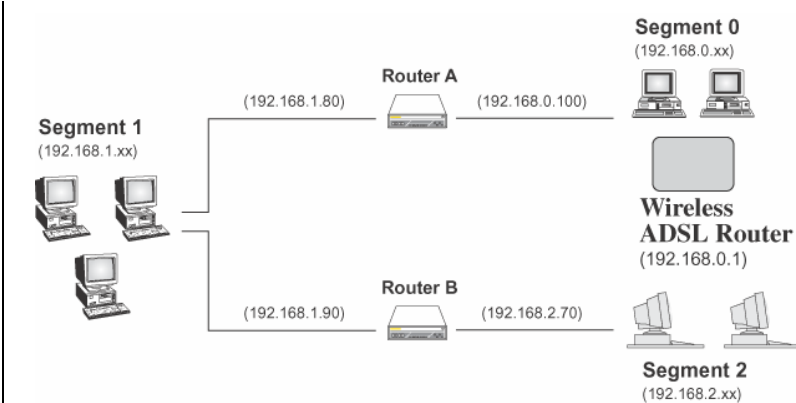 Segment 0
(192.168.0.xx)
Router A
(192.168.1.80)
(192.168.0.100)
Segment 1
(192.168.1.xx)
Wireless
ADSL Router
(192.168.0.1)
Router B
(192.168.1.90)
(192.168.2.70)
Segment 2
(192.168.2.xx)